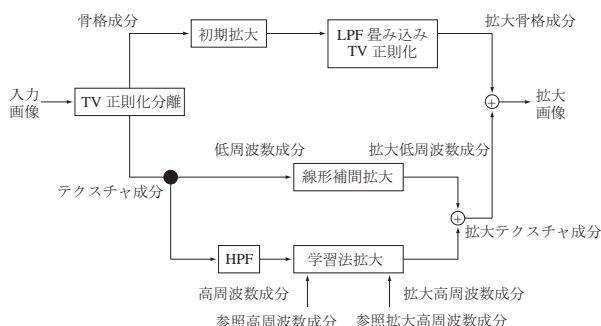 骨格成分
初期拡大
LPF 畳み込み
TV 正則化
拡大骨格成分
入力
画像
TV 正則化分離
拡大
画像
低周波数成分
拡大低周波数成分
テクスチャ成分
線形補間拡大
拡大テクスチャ成分
HPF
学習法拡大
高周波数成分
拡大高周波数成分
参照高周波数成分
参照拡大高周波数成分